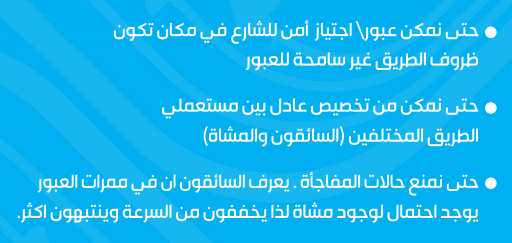 ● حتى نمكن عبور\ اجتياز أمن للشارع في مكان تكون
ظروف الطريق غير سامحة للعبور
● حتى نمكن من تخصيص عادل بين مستعملي
الطريق المختلفين (السائقون والمشاة)
● حتى نمنع حالات المفاجأة . يعرف السائقون ان في ممرات العبور
يوجد احتمال لوجود مشاة لذا يخففون من السرعة وينتبهون اكثر.